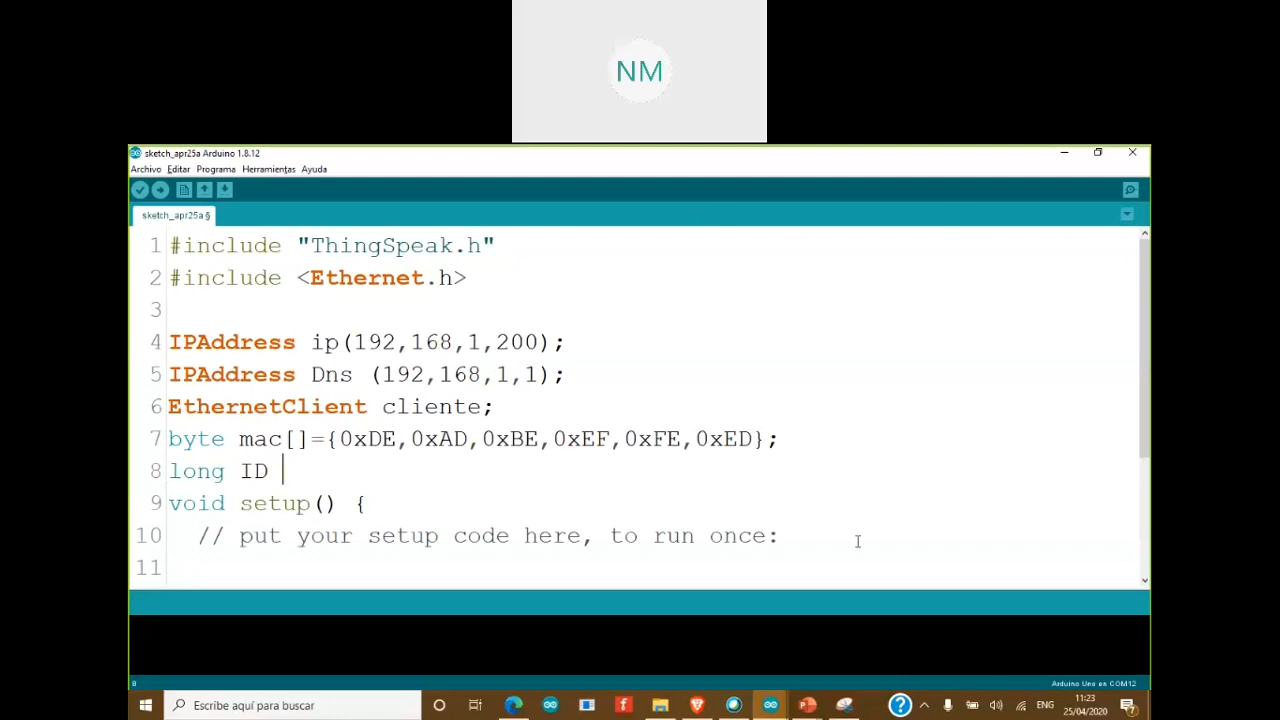 NM
sketch_apr25a Arduino 1.8.12
Archivo Editar Programa Herramientas Ayuda
sketch_apr25a §
1 #include "ThingSpeak.h"
2 #include <Ethernet.h>
3
4 IPAddress ip(192,168,1,200);
5 IPAddress Dns (192,168,1,1);
6 EthernetClient cliente;
7 byte mac[]={0xDE,0xAD,0xBE,0xEF,0xFE,0xED};
8 long ID
9 void setup() {
10 // put your setup code here, to run once:
11
8
Arduino Uno en COM12
Escribe aquí para buscar
ENG
11:23
25/04/2020
7